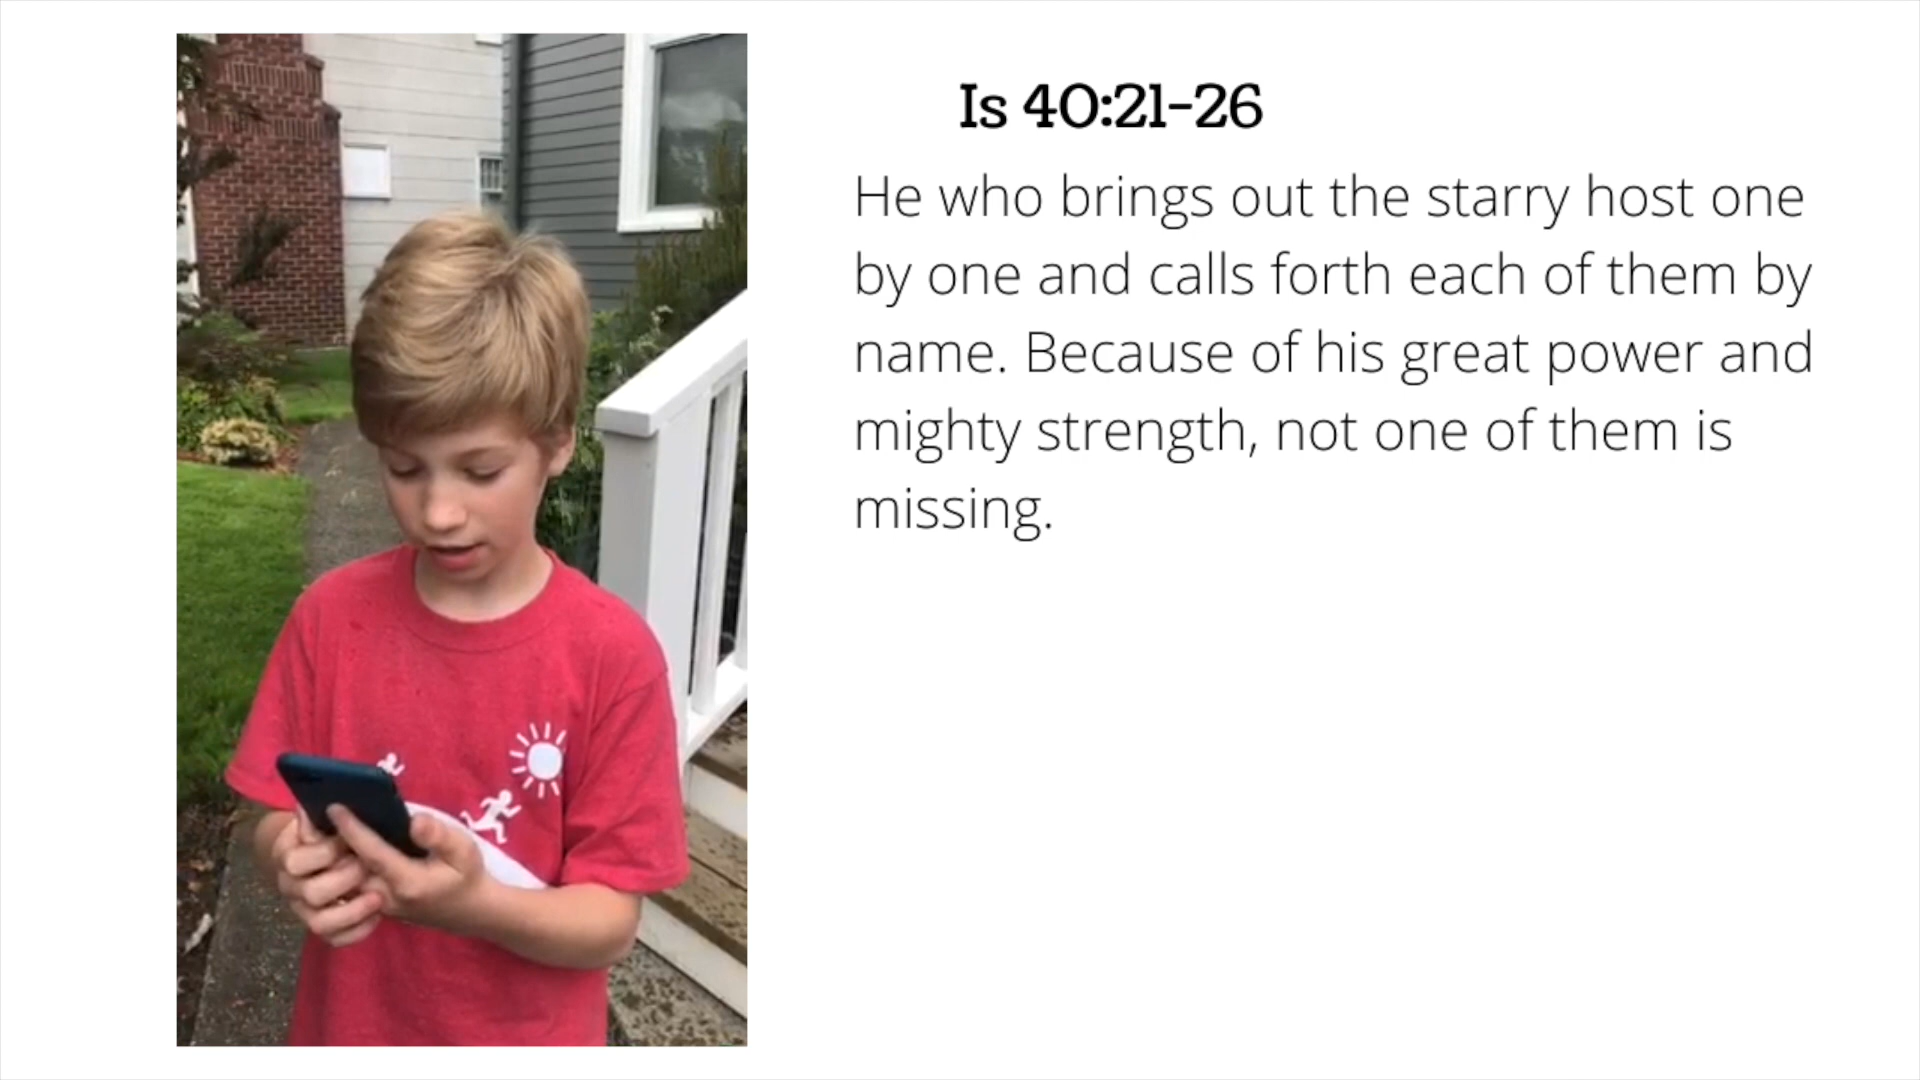 Is 40:21-26
He who brings out the starry host one
by one and calls forth each of them by
name. Because of his great power and
mighty strength, not one of them is
missing.